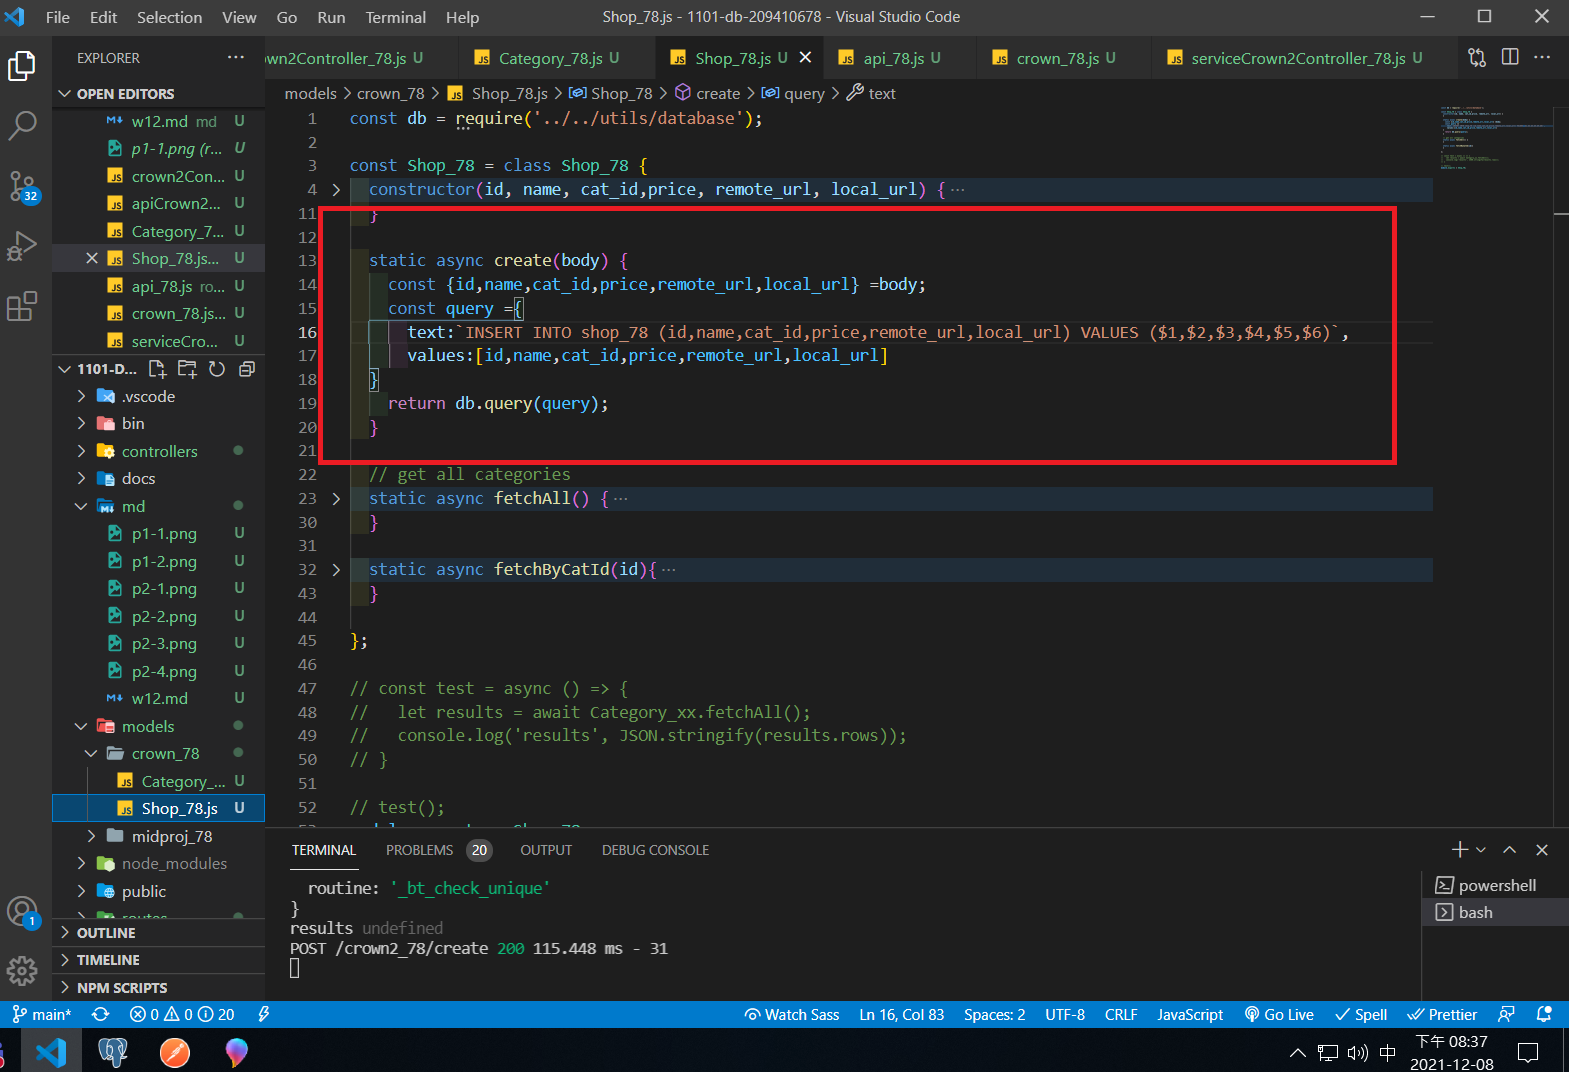 File Edit Selection View Go Run Terminal Help
Shop_78.js - 1101-db-209410678 - Visual Studio Code
EXPLORER ···
wn2Controller_78.js U
Category_78.js U
Shop_78.js U
api_78.js U
crown_78.js U
serviceCrown2Controller_78.js U
OPEN EDITORS
w12.md md U
p1-1.png (r... U
crown2Con... U
apiCrown2... U
Category_7... U
Shop_78.js... U
api_78.js ro... U
crown_78.js... U
serviceCro... U
1101-D...
.vscode
bin
controllers
docs
md
p1-1.png U
p1-2.png U
p2-1.png U
p2-2.png U
p2-3.png U
p2-4.png U
w12.md U
models
crown_78
Category_... U
Shop_78.js U
midproj_78
node_modules
public
routes
OUTLINE
TIMELINE
NPM SCRIPTS
32
1
models > crown_78 > JS Shop_78.js > Shop_78 > create > query > text
1 const db = require('../../utils/database');
2
3 const Shop_78 = class Shop_78 {
4 constructor(id, name, cat_id,price, remote_url, local_url) { ···
11 }
12
13 static async create(body) {
14 const {id,name,cat_id,price,remote_url,local_url} =body;
15 const query ={
16 text:`INSERT INTO shop_78 (id,name,cat_id,price,remote_url,local_url) VALUES ($1,$2,$3,$4,$5,$6)`,
17 values:[id,name,cat_id,price,remote_url,local_url]
18 }
19 return db.query(query);
20 }
21
22 // get all categories
23 static async fetchAll() { ···
30 }
31
32 static async fetchByCatId(id){ ···
43 }
44
45 };
46
47 // const test = async () => {
48 // let results = await Category_xx.fetchAll();
49 // console.log('results', JSON.stringify(results.rows));
50 // }
51
52 // test();
TERMINAL PROBLEMS 20 OUTPUT DEBUG CONSOLE
routine: '_bt_check_unique'
}
results undefined
POST /crown2_78/create 200 115.448 ms - 31
powershell
bash
main* 0 0 20
Watch Sass Ln 16, Col 83 Spaces: 2 UTF-8 CRLF JavaScript Go Live Spell Prettier
中
下午 08:37
2021-12-08